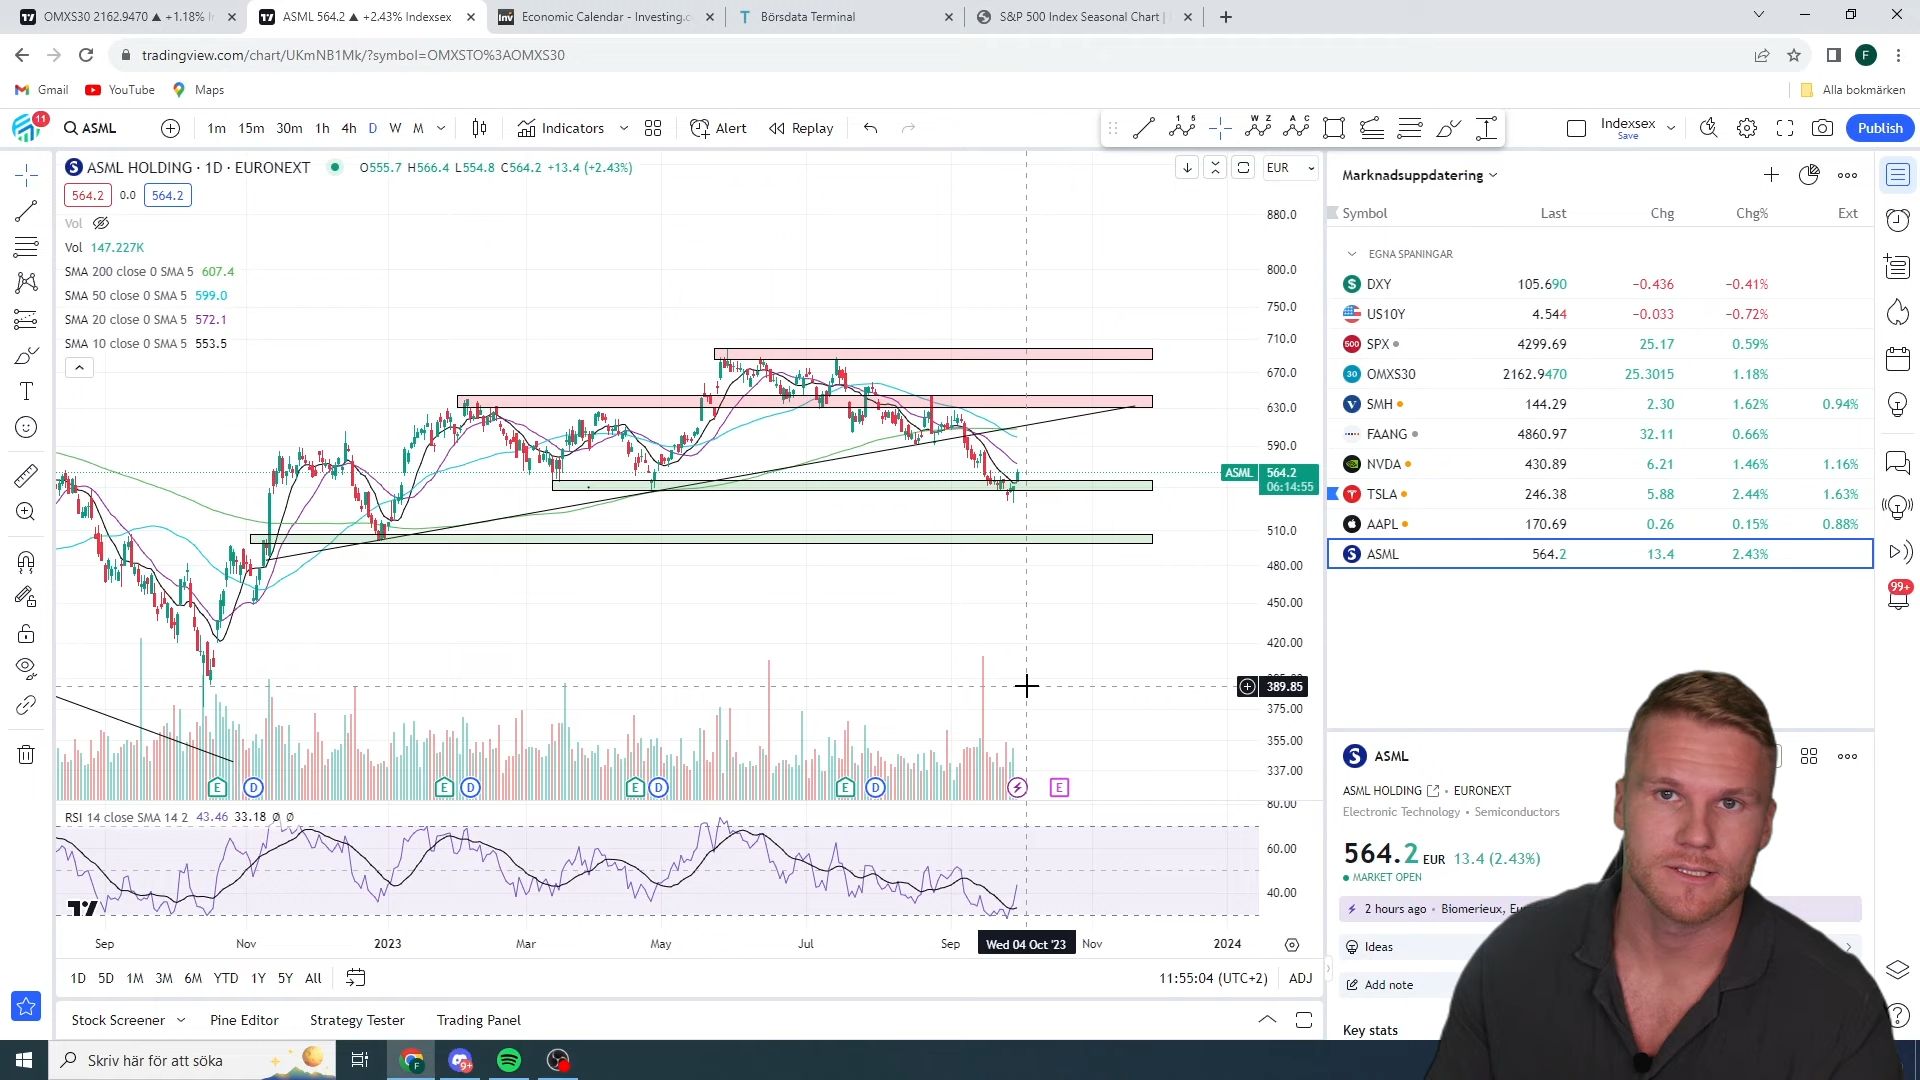 OMXS30 2162.9470 ▲ +1.18% I
ASML 564.2 ▲ +2.43% Indexsex
Economic Calendar - Investing.c
Börsdata Terminal
S&P 500 Index Seasonal Chart |
tradingview.com/chart/UKmNB1Mk/?symbol=OMXSTO%3AOMXS30
F
Gmail
YouTube
Maps
Alla bokmärken
11
ASML
1m 15m 30m 1h 4h D W M
Indicators
Alert
Replay
Indexsex
Save
Publish
ASML HOLDING · 1D · EURONEXT
O555.7 H566.4 L554.8 C564.2 +13.4 (+2.43%)
EUR
564.2 0.0 564.2
Vol
Vol 147.227K
SMA 200 close 0 SMA 5 607.4
SMA 50 close 0 SMA 5 599.0
SMA 20 close 0 SMA 5 572.1
SMA 10 close 0 SMA 5 553.5
880.0
800.0
750.0
710.0
670.0
630.0
590.0
ASML 564.2
06:14:55
510.0
480.00
450.00
420.00
389.85
375.00
355.00
337.00
E D E D E D E D E
RSI 14 close SMA 14 2 43.46 33.18 Ø Ø
80.00
60.00
40.00
Sep Nov 2023 Mar May Jul Sep Wed 04 Oct '23 Nov 2024
1D 5D 1M 3M 6M YTD 1Y 5Y All
11:55:04 (UTC+2) ADJ
Stock Screener
Pine Editor
Strategy Tester
Trading Panel
Marknadsuppdatering
Symbol Last Chg Chg% Ext
EGNA SPANINGAR
DXY 105.690 −0.436 −0.41%
US10Y 4.544 −0.033 −0.72%
500 SPX 4299.69 25.17 0.59%
30 OMXS30 2162.9470 25.3015 1.18%
SMH 144.29 2.30 1.62% 0.94%
FAANG 4860.97 32.11 0.66%
NVDA 430.89 6.21 1.46% 1.16%
TSLA 246.38 5.88 2.44% 1.63%
AAPL 170.69 0.26 0.15% 0.88%
ASML 564.2 13.4 2.43%
99+
ASML
ASML HOLDING • EURONEXT
Electronic Technology • Semiconductors
564.2 EUR 13.4 (2.43%)
MARKET OPEN
2 hours ago • Biomerieux, Eu
Ideas
Add note
Key stats
Skriv här för att söka
9+